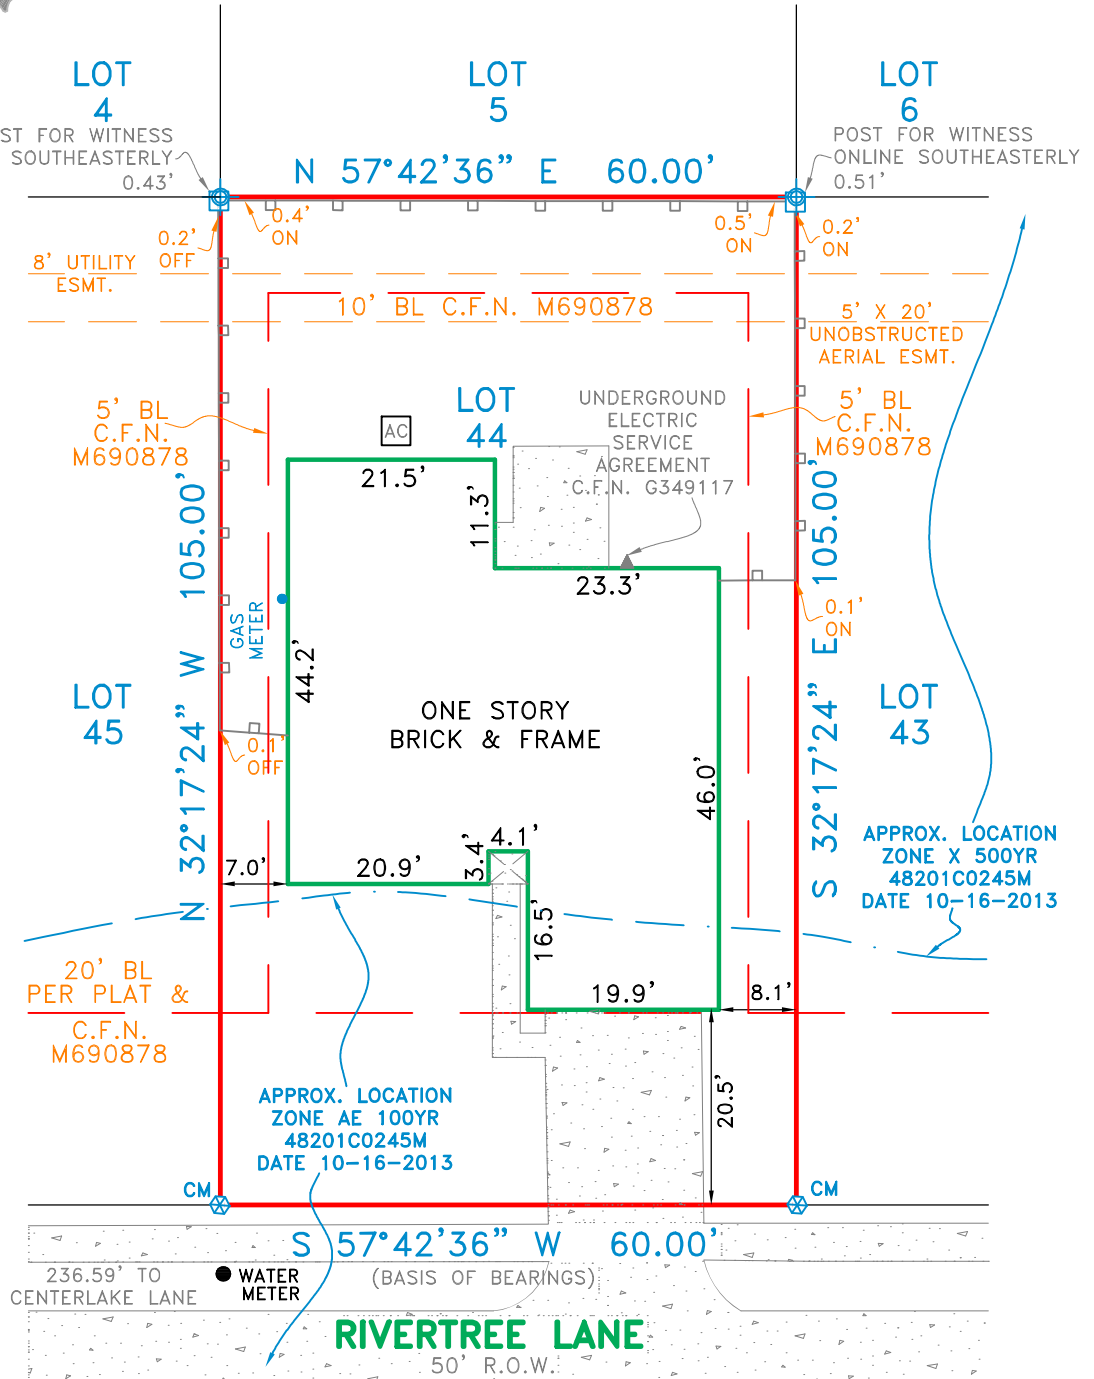 LOT
4
LOT
5
LOT
6
ST FOR WITNESS
SOUTHEASTERLY
0.43'
POST FOR WITNESS
ONLINE SOUTHEASTERLY
0.51'
N 57°42'36" E 60.00'
0.4'
ON
0.5'
ON
0.2'
OFF
0.2'
ON
8' UTILITY
ESMT.
10' BL C.F.N. M690878
5' X 20'
UNOBSTRUCTED
AERIAL ESMT.
5' BL
C.F.N.
M690878
AC
LOT
44
UNDERGROUND
ELECTRIC
SERVICE
AGREEMENT
C.F.N. G349117
5' BL
C.F.N.
M690878
21.5'
11.3'
23.3'
N 32°17'24" W 105.00'
S 32°17'24" E 105.00'
GAS
METER
44.2'
0.1'
ON
LOT
45
ONE STORY
BRICK & FRAME
LOT
43
0.1'
OFF
46.0'
4.1'
3.4'
7.0'
20.9'
16.5'
APPROX. LOCATION
ZONE X 500YR
48201C0245M
DATE 10-16-2013
20' BL
PER PLAT &
C.F.N.
M690878
19.9'
8.1'
20.5'
APPROX. LOCATION
ZONE AE 100YR
48201C0245M
DATE 10-16-2013
CM
CM
S 57°42'36" W 60.00'
(BASIS OF BEARINGS)
236.59' TO
CENTERLAKE LANE
WATER
METER
RIVERTREE LANE
50' R.O.W.